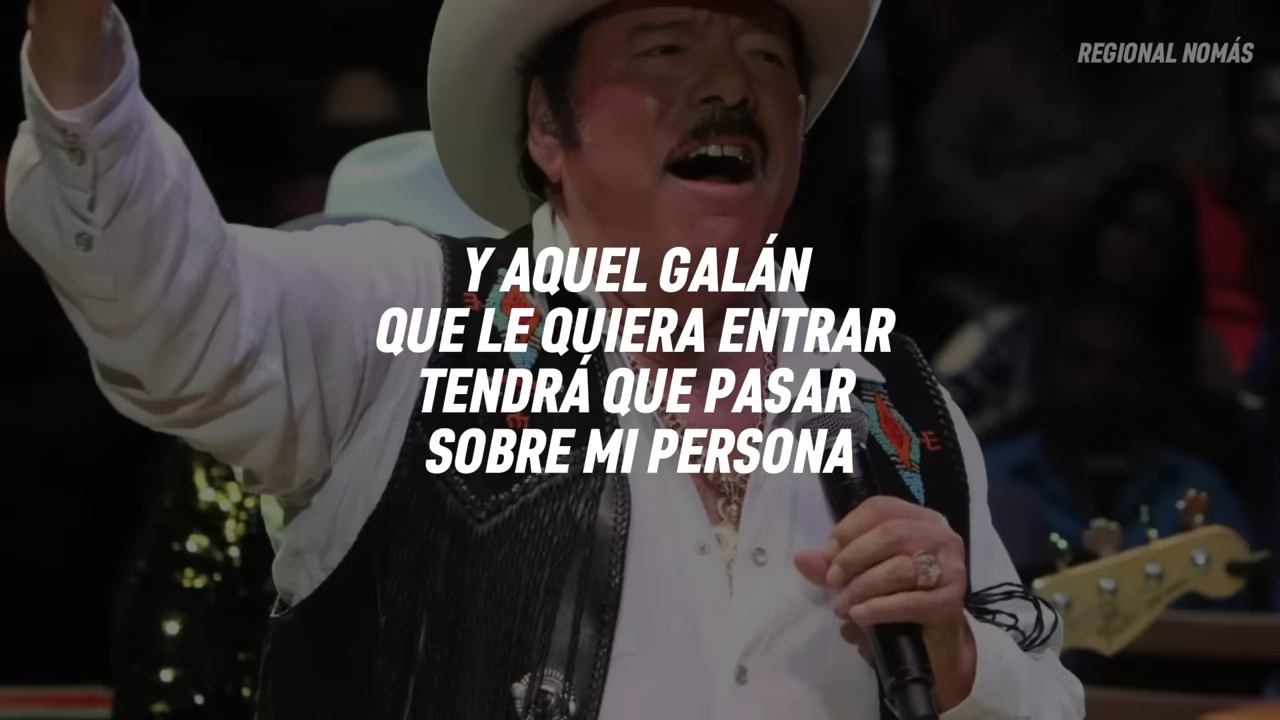 REGIONAL NOMÁS
Y AQUEL GALÁN
QUE LE QUIERA ENTRAR
TENDRÁ QUE PASAR
SOBRE MI PERSONA